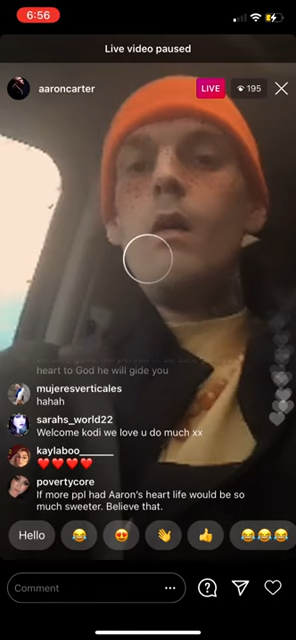 6:56
Live video paused
aaroncarter
LIVE
195
heart to God he will gide you
mujeresverticales
hahah
sarahs_world22
Welcome kodi we love u do much xx
kaylaboo________
❤️❤️❤️❤️
povertycore
If more ppl had Aaron's heart life would be so
much sweeter. Believe that.
Hello 😂 😍 👋 👍 😂😂😂
Comment